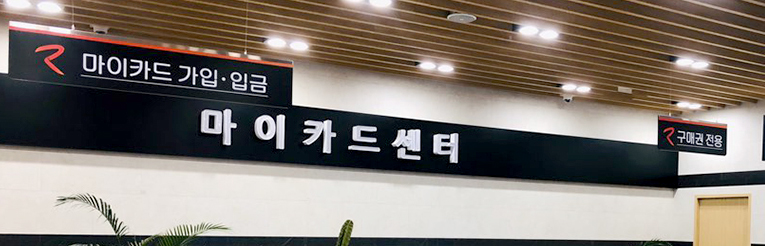 마이카드 가입·입금
마이카드센터
구매권 전용